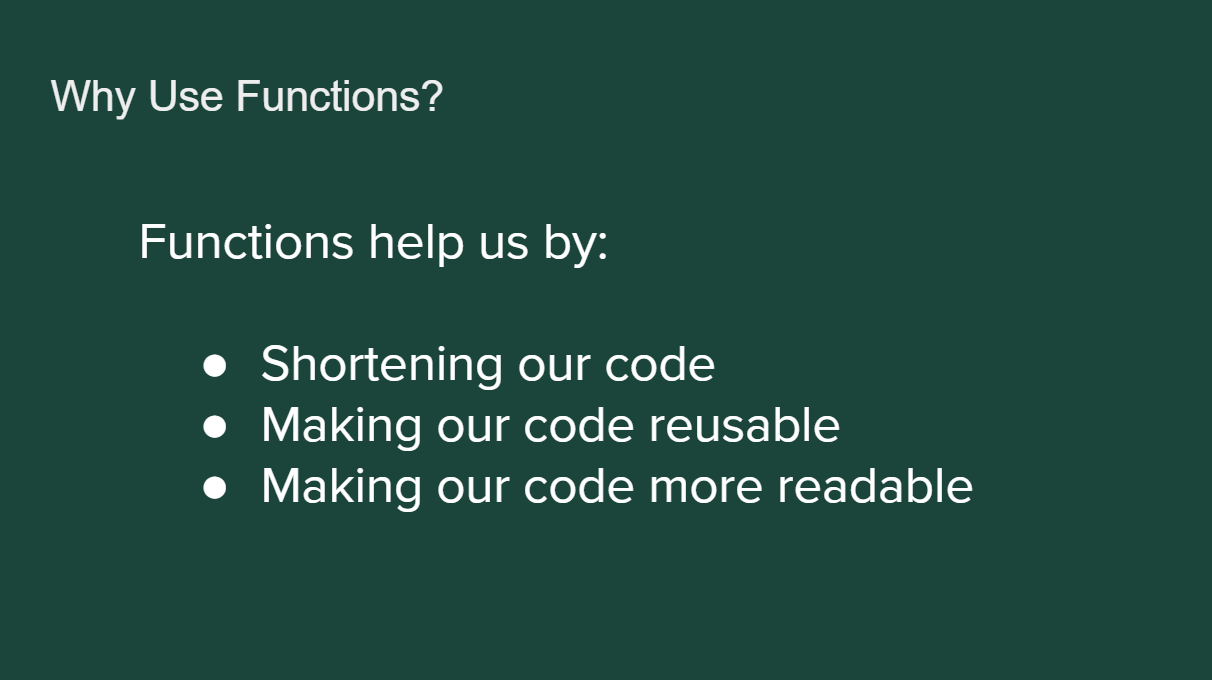 Why Use Functions?
Functions help us by:
● Shortening our code
● Making our code reusable
● Making our code more readable